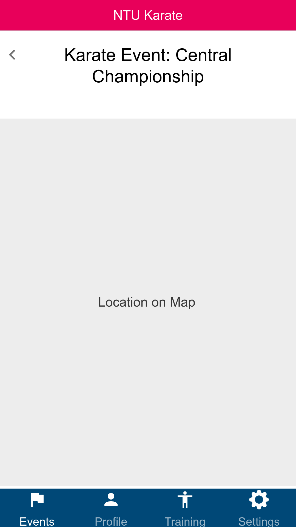 NTU Karate
Karate Event: Central
Championship
Location on Map
Events
Profile
Training
Settings